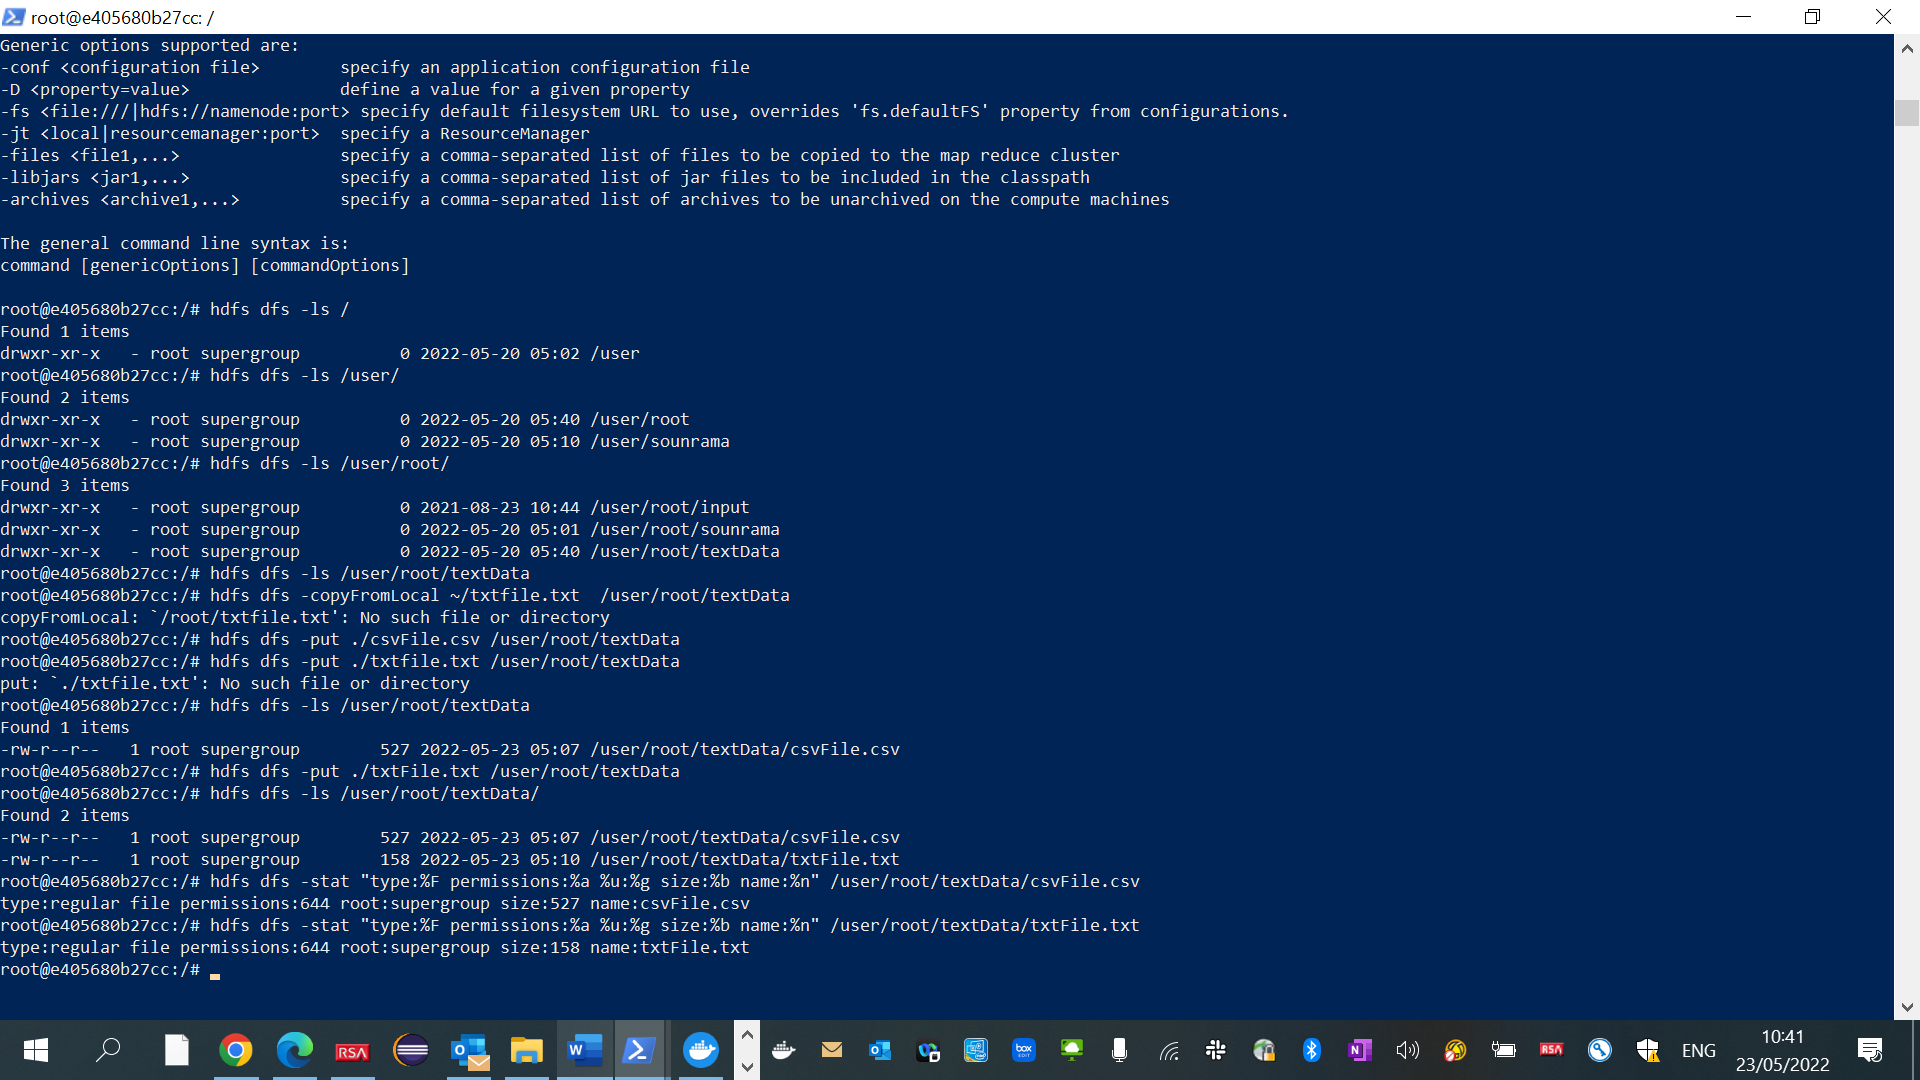 root@e405680b27cc: /
Generic options supported are:
-conf <configuration file>        specify an application configuration file
-D <property=value>               define a value for a given property
-fs <file:///|hdfs://namenode:port> specify default filesystem URL to use, overrides 'fs.defaultFS' property from configurations.
-jt <local|resourcemanager:port>  specify a ResourceManager
-files <file1,...>                specify a comma-separated list of files to be copied to the map reduce cluster
-libjars <jar1,...>               specify a comma-separated list of jar files to be included in the classpath
-archives <archive1,...>          specify a comma-separated list of archives to be unarchived on the compute machines
The general command line syntax is:
command [genericOptions] [commandOptions]
root@e405680b27cc:/# hdfs dfs -ls /
Found 1 items
drwxr-xr-x   - root supergroup          0 2022-05-20 05:02 /user
root@e405680b27cc:/# hdfs dfs -ls /user/
Found 2 items
drwxr-xr-x   - root supergroup          0 2022-05-20 05:40 /user/root
drwxr-xr-x   - root supergroup          0 2022-05-20 05:10 /user/sounrama
root@e405680b27cc:/# hdfs dfs -ls /user/root/
Found 3 items
drwxr-xr-x   - root supergroup          0 2021-08-23 10:44 /user/root/input
drwxr-xr-x   - root supergroup          0 2022-05-20 05:01 /user/root/sounrama
drwxr-xr-x   - root supergroup          0 2022-05-20 05:40 /user/root/textData
root@e405680b27cc:/# hdfs dfs -ls /user/root/textData
root@e405680b27cc:/# hdfs dfs -copyFromLocal ~/txtfile.txt  /user/root/textData
copyFromLocal: `/root/txtfile.txt': No such file or directory
root@e405680b27cc:/# hdfs dfs -put ./csvFile.csv /user/root/textData
root@e405680b27cc:/# hdfs dfs -put ./txtfile.txt /user/root/textData
put: `./txtfile.txt': No such file or directory
root@e405680b27cc:/# hdfs dfs -ls /user/root/textData
Found 1 items
-rw-r--r--   1 root supergroup        527 2022-05-23 05:07 /user/root/textData/csvFile.csv
root@e405680b27cc:/# hdfs dfs -put ./txtFile.txt /user/root/textData
root@e405680b27cc:/# hdfs dfs -ls /user/root/textData/
Found 2 items
-rw-r--r--   1 root supergroup        527 2022-05-23 05:07 /user/root/textData/csvFile.csv
-rw-r--r--   1 root supergroup        158 2022-05-23 05:10 /user/root/textData/txtFile.txt
root@e405680b27cc:/# hdfs dfs -stat "type:%F permissions:%a %u:%g size:%b name:%n" /user/root/textData/csvFile.csv
type:regular file permissions:644 root:supergroup size:527 name:csvFile.csv
root@e405680b27cc:/# hdfs dfs -stat "type:%F permissions:%a %u:%g size:%b name:%n" /user/root/textData/txtFile.txt
type:regular file permissions:644 root:supergroup size:158 name:txtFile.txt
root@e405680b27cc:/#
RSA
box
RSA
ENG
10:41
23/05/2022